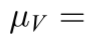 μ_V =